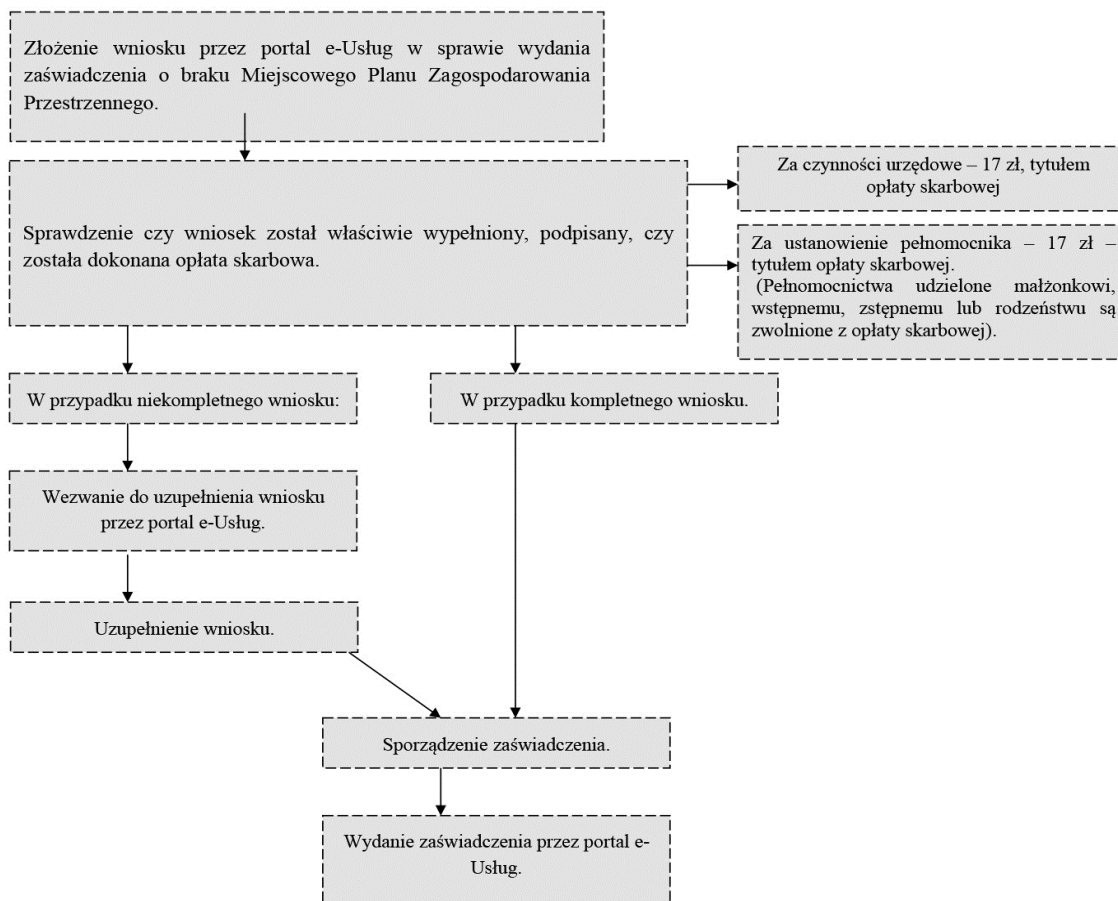 Złożenie wniosku przez portal e-Usług w sprawie wydania
zaświadczenia o braku Miejscowego Planu Zagospodarowania
Przestrzennego.
Sprawdzenie czy wniosek został właściwie wypełniony, podpisany, czy
została dokonana opłata skarbowa.
Za czynności urzędowe – 17 zł, tytułem
opłaty skarbowej
Za ustanowienie pełnomocnika – 17 zł –
tytułem opłaty skarbowej.
(Pełnomocnictwa udzielone małżonkowi,
wstępnemu, zstępnemu lub rodzeństwu są
zwolnione z opłaty skarbowej).
W przypadku niekompletnego wniosku:
W przypadku kompletnego wniosku.
Wezwanie do uzupełnienia wniosku
przez portal e-Usług.
Uzupełnienie wniosku.
Sporządzenie zaświadczenia.
Wydanie zaświadczenia przez portal e-
Usług.